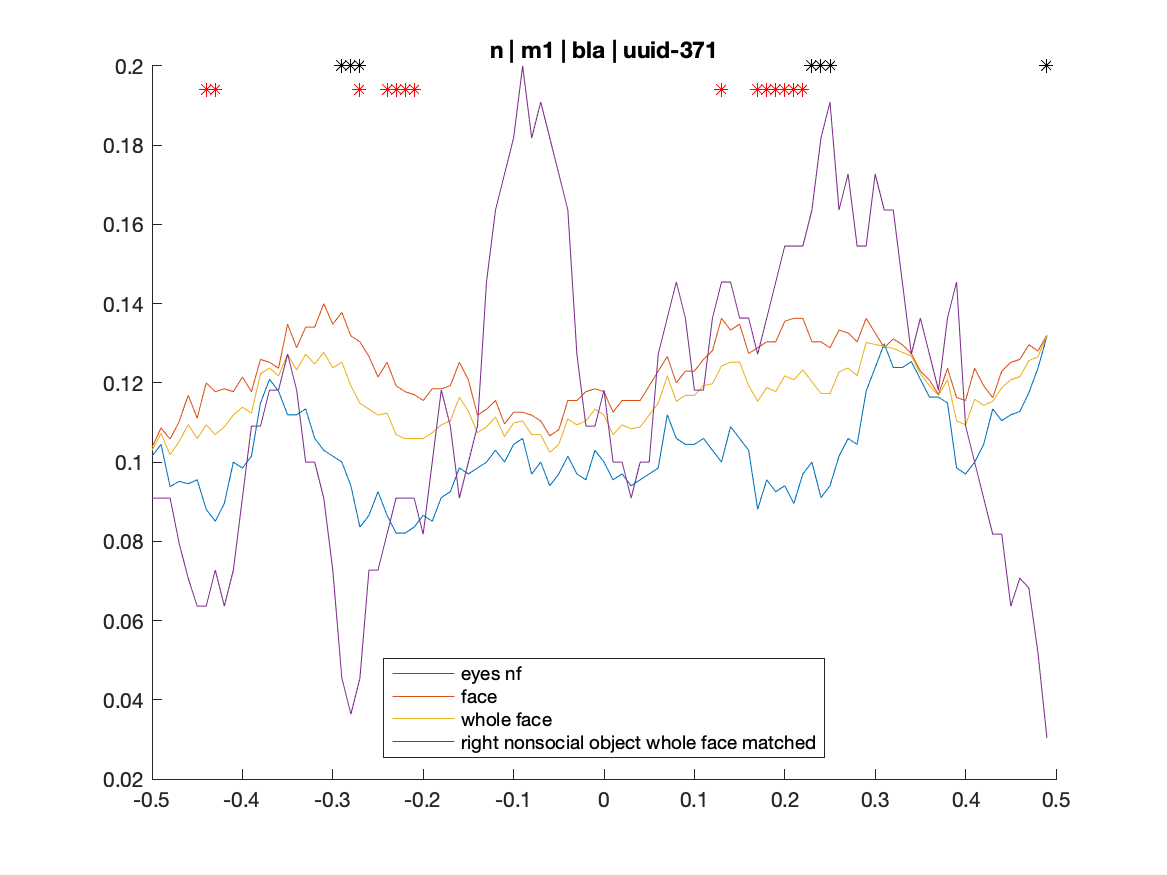 n | m1 | bla | uuid-371
0.2
0.18
0.16
0.14
0.12
0.1
0.08
0.06
0.04
0.02
eyes nf
face
whole face
right nonsocial object whole face matched
-0.5 -0.4 -0.3 -0.2 -0.1 0 0.1 0.2 0.3 0.4 0.5